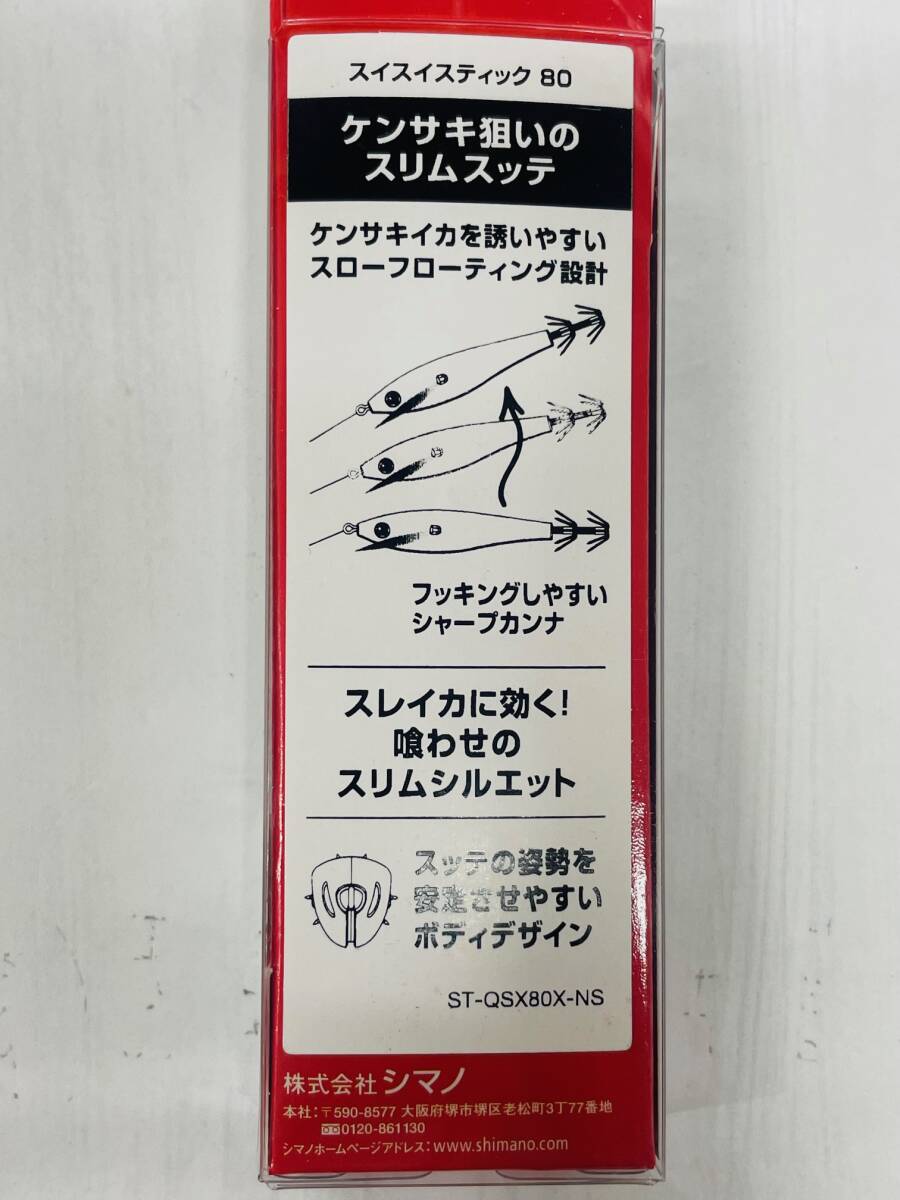 スイスイスティック 80
ケンサキ狙いの
スリムスッテ
ケンサキイカを誘いやすい
スローフローティング設計
フッキングしやすい
シャープカンナ
スレイカに効く!
喰わせの
スリムシルエット
スッテの姿勢を
安定させやすい
ボディデザイン
ST-QSX80X-NS
株式会社 シマノ
本社:〒590-8577 大阪府堺市堺区老松町3丁77番地
0120-861130
シマノホームページアドレス:www.shimano.com